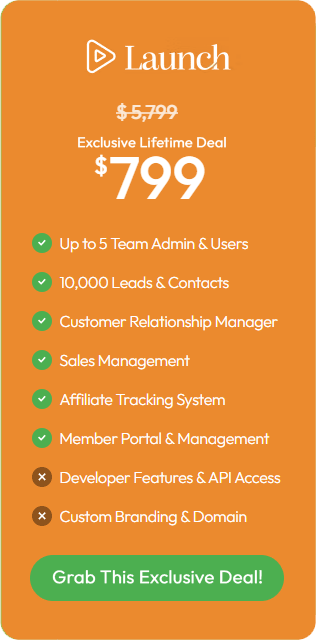 Launch
$5,799
Exclusive Lifetime Deal
$799
Up to 5 Team Admin & Users
10,000 Leads & Contacts
Customer Relationship Manager
Sales Management
Affiliate Tracking System
Member Portal & Management
Developer Features & API Access
Custom Branding & Domain
Grab This Exclusive Deal!